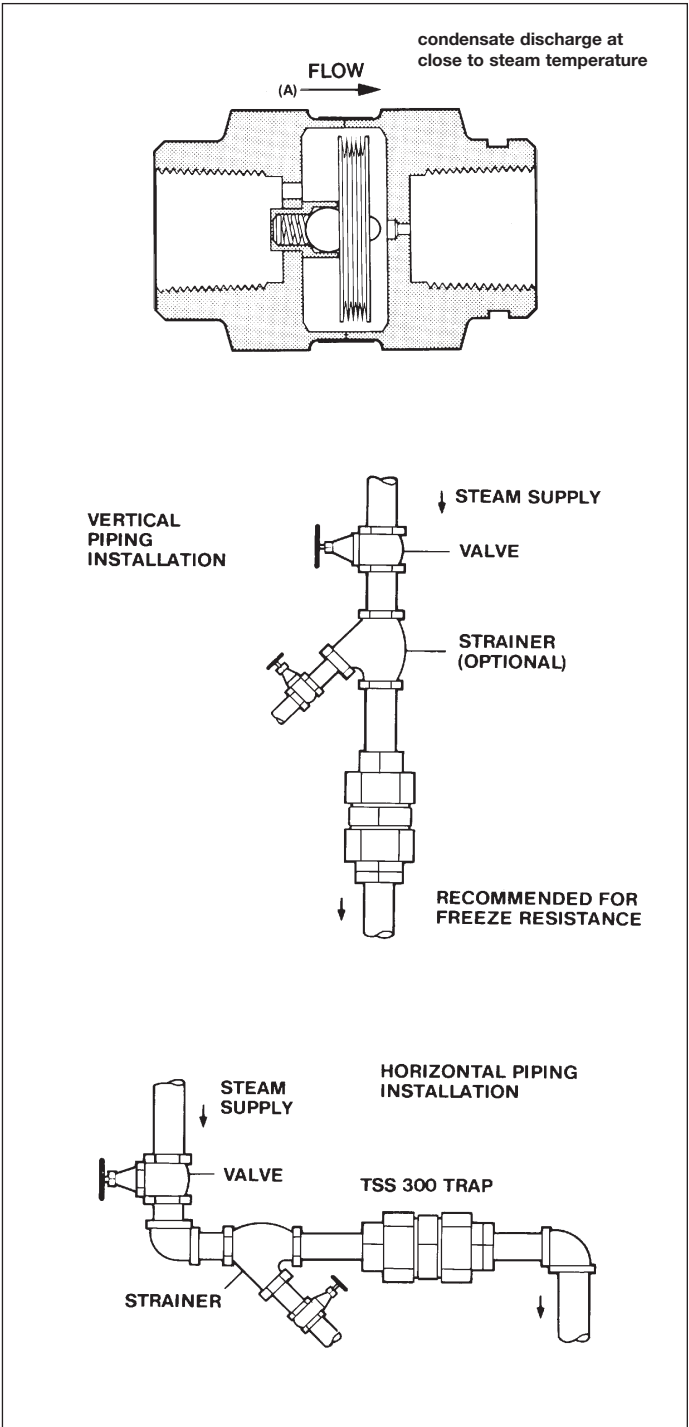 condensate discharge at
close to steam temperature
FLOW
(A)
VERTICAL
PIPING
INSTALLATION
STEAM SUPPLY
VALVE
STRAINER
(OPTIONAL)
RECOMMENDED FOR
FREEZE RESISTANCE
HORIZONTAL PIPING
INSTALLATION
STEAM
SUPPLY
VALVE
TSS 300 TRAP
STRAINER